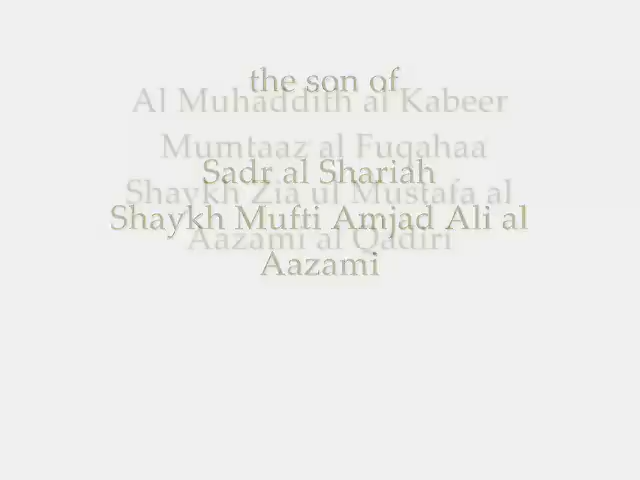 the son of
Al Muhaddith al Kabeer
Mumtaaz al Fuqahaa
Sadr al Shariah
Shaykh Zia ul Mustafa al
Shaykh Mufti Amjad Ali al
Aazami al Qadiri
Aazami